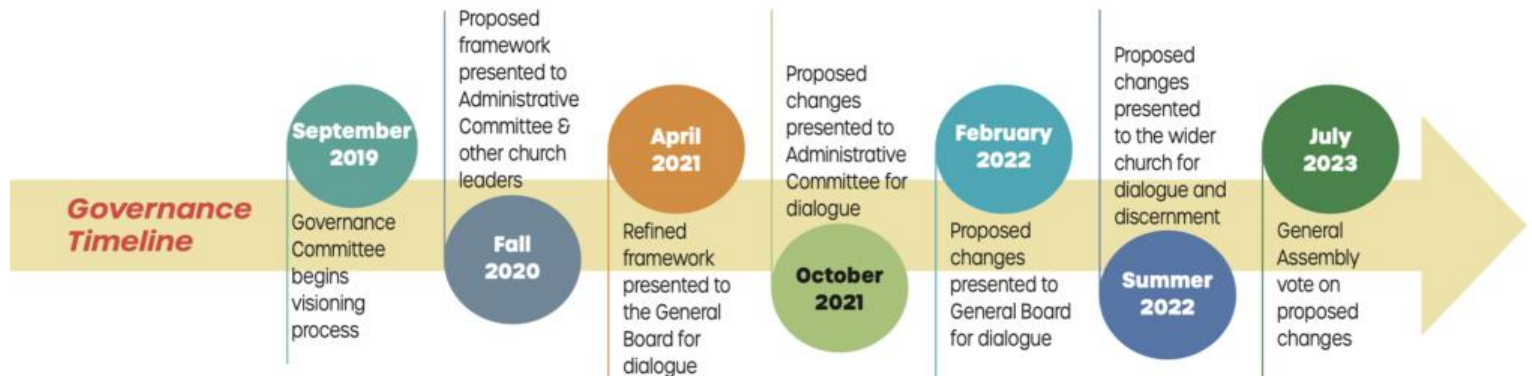 Governance
Timeline
September
2019
Governance
Committee
begins
visioning
process
Proposed
framework
presented to
Administrative
Committee &
other church
leaders
Fall
2020
April
2021
Refined
framework
presented to
the General
Board for
dialogue
Proposed
changes
presented to
Administrative
Committee for
dialogue
October
2021
February
2022
Proposed
changes
presented to
General Board
for dialogue
Proposed
changes
presented
to the wider
church for
dialogue and
discernment
Summer
2022
July
2023
General
Assembly
vote on
proposed
changes